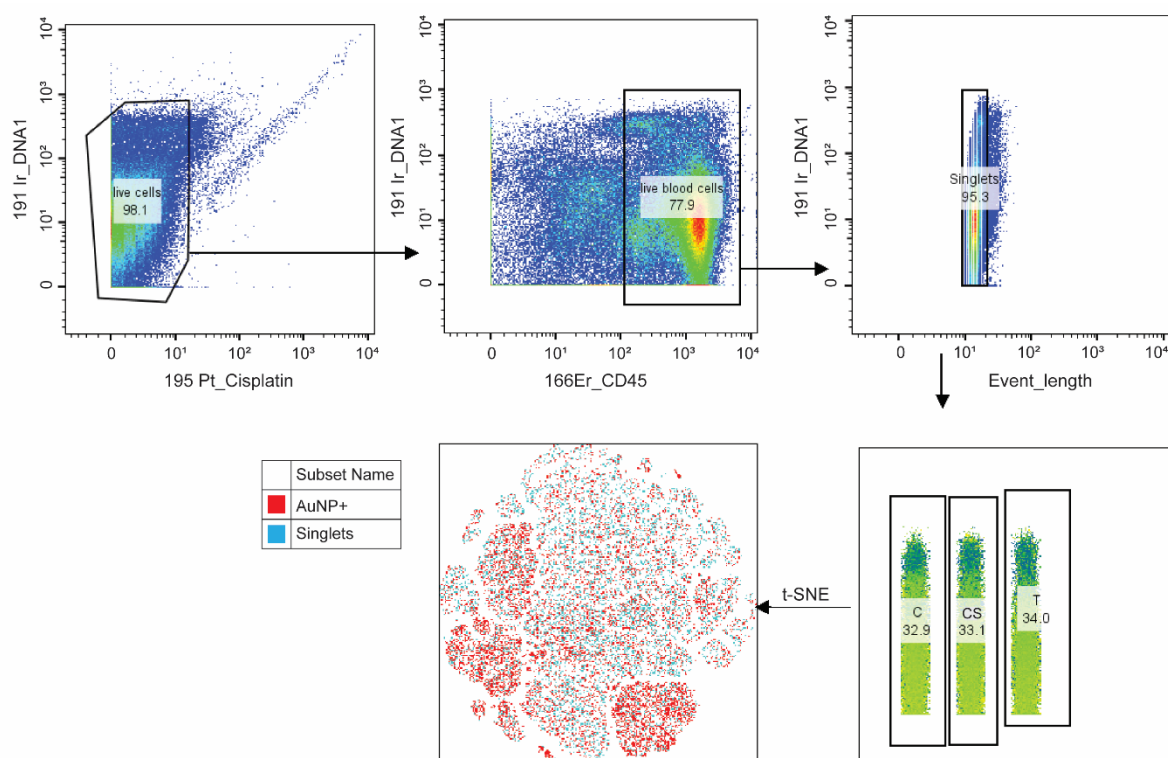 10⁴
10³
10²
10¹
0
191 Ir_DNA1
live cells
98.1
0
10¹
10²
10³
10⁴
195 Pt_Cisplatin
10⁴
10³
10²
10¹
0
191 Ir_DNA1
live blood cells
77.9
0
10¹
10²
10³
10⁴
166Er_CD45
10⁴
10³
10²
10¹
0
191 Ir_DNA1
Singlets
95.3
0
10¹
10²
10³
10⁴
Event_length
Subset Name
AuNP+
Singlets
t-SNE
C
32.9
CS
33.1
T
34.0